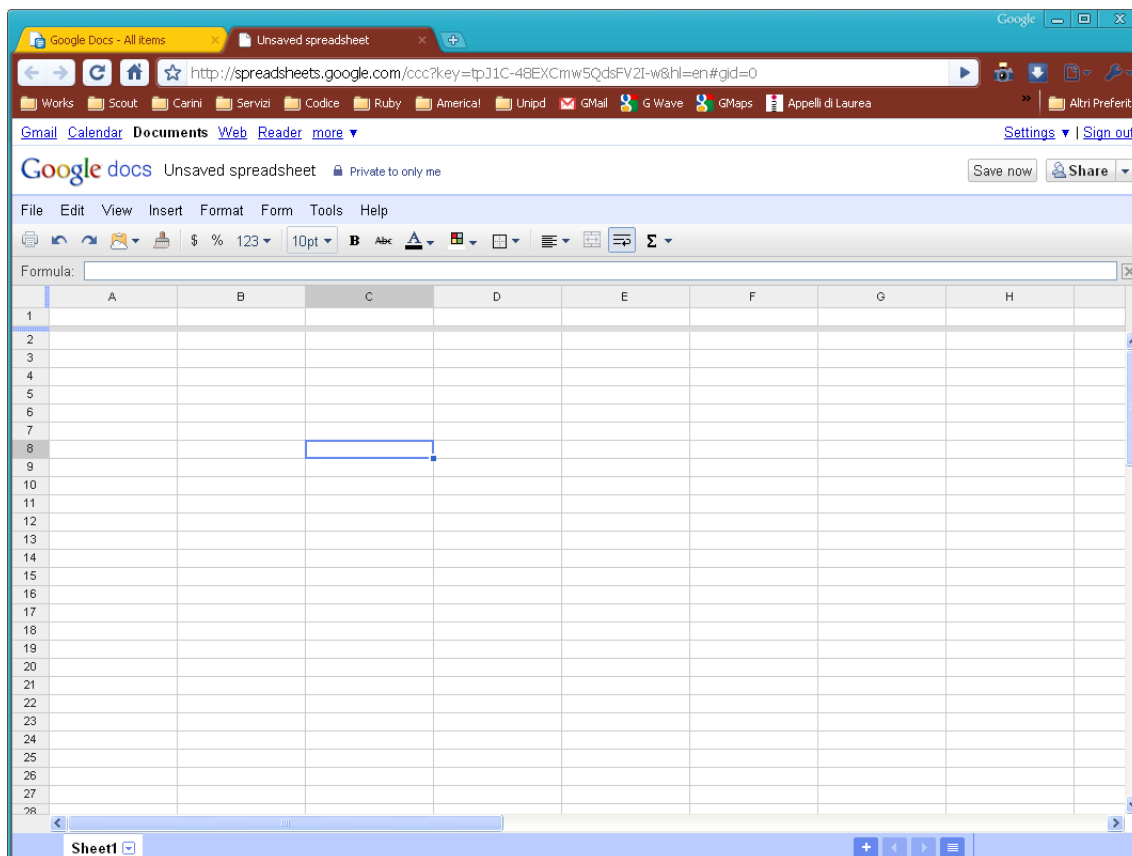 Google
Google Docs - All items
Unsaved spreadsheet
http://spreadsheets.google.com/ccc?key=tpJ1C-48EXCmw5QdsFV2I-w&hl=en#gid=0
Works Scout Carini Servizi Codice Ruby America! Unipd GMail G Wave GMaps Appelli di Laurea » Altri Preferit
Gmail Calendar Documents Web Reader more ▼ Settings ▼ | Sign out
Google docs Unsaved spreadsheet Private to only me Save now Share
File Edit View Insert Format Form Tools Help
$ % 123 10pt B Abc A Σ
Formula:
A B C D E F G H
1
2
3
4
5
6
7
8
9
10
11
12
13
14
15
16
17
18
19
20
21
22
23
24
25
26
27
28
Sheet1